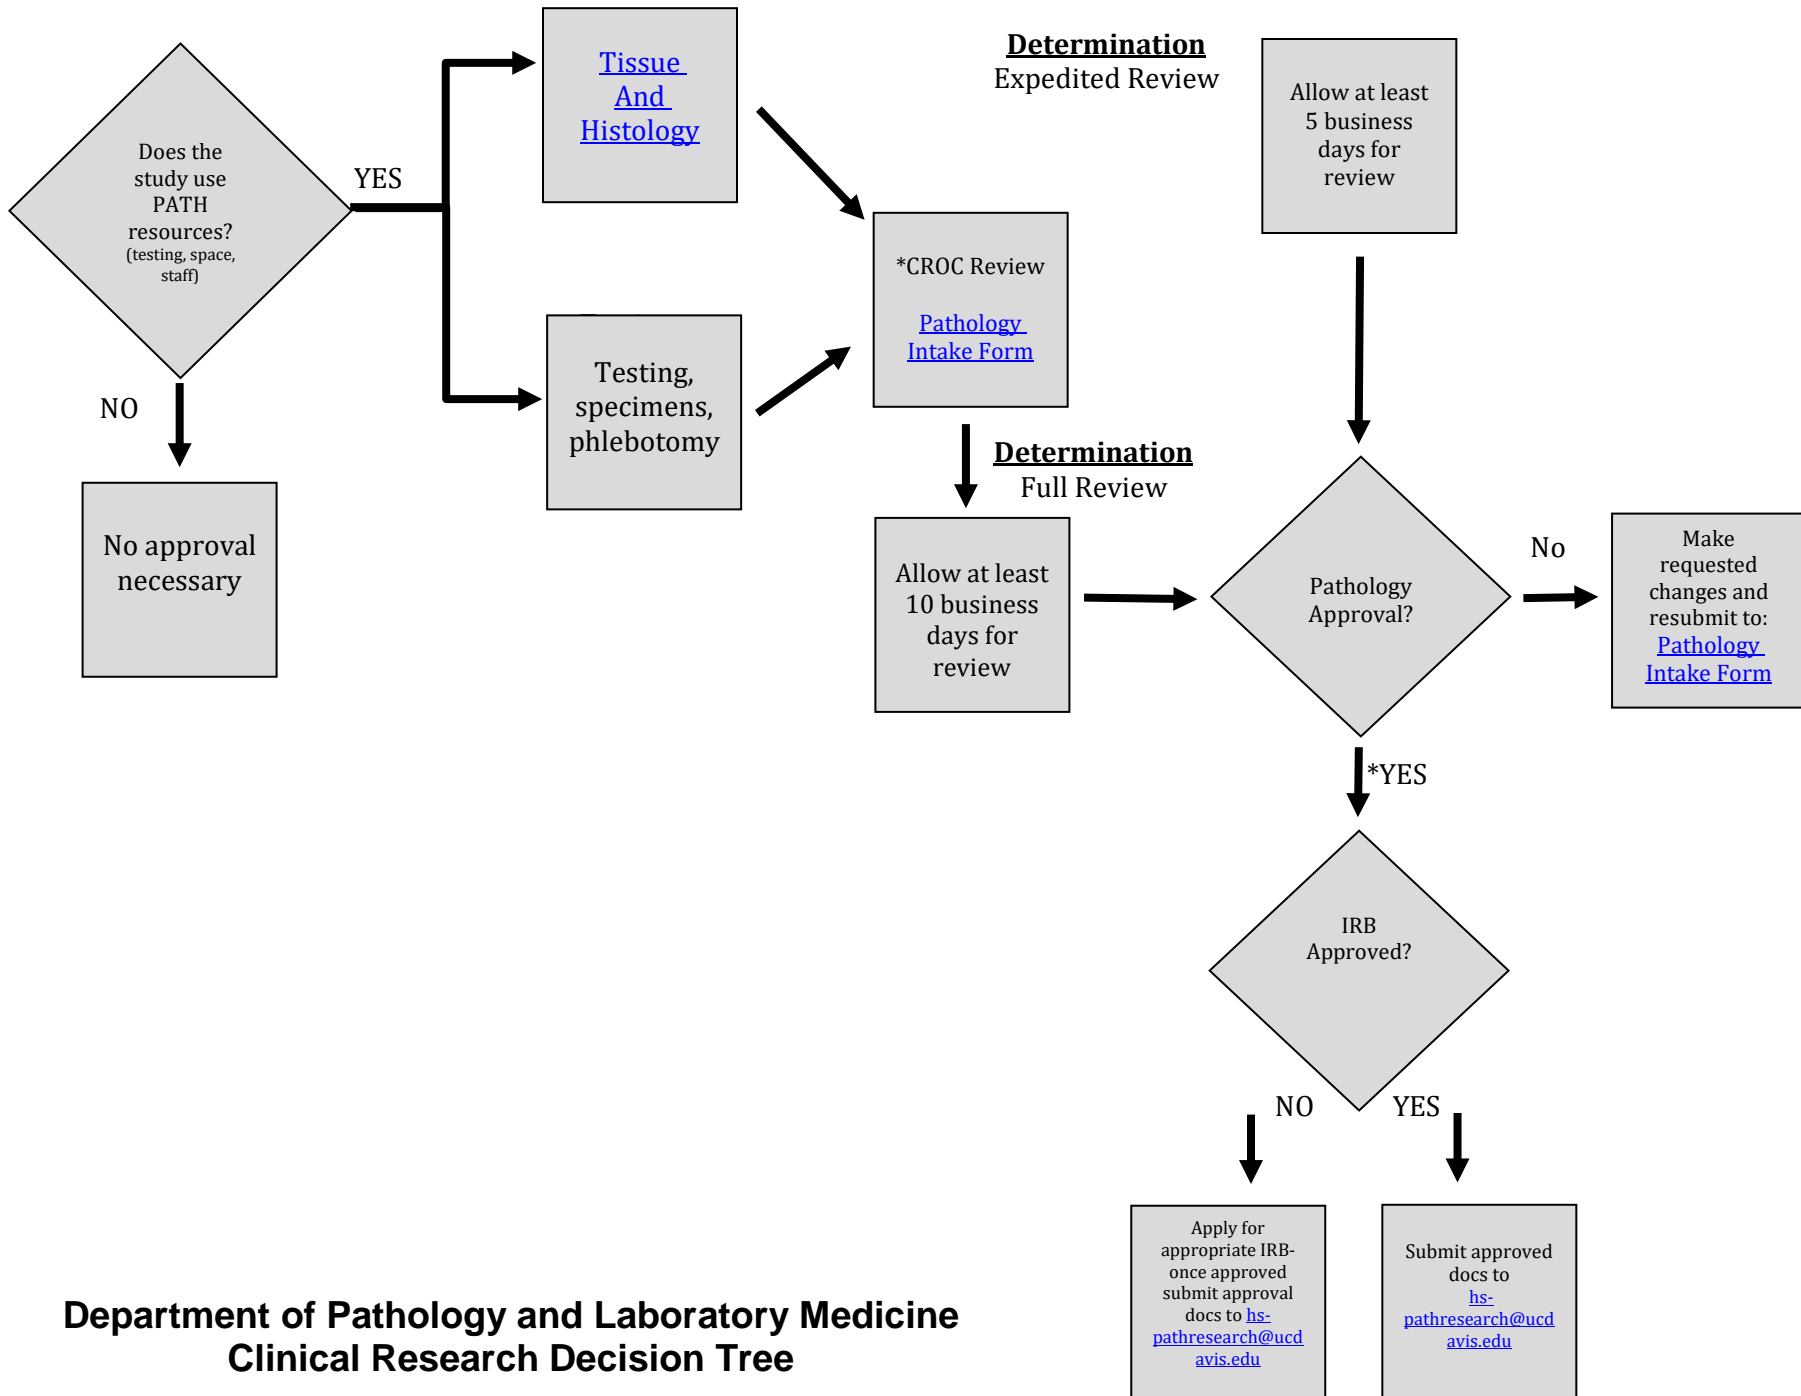 Does the
study use
PATH
resources?
(testing, space,
staff)
YES
NO
No approval
necessary
Tissue
And
Histology
Testing,
specimens,
phlebotomy
*CROC Review
Pathology
Intake Form
Determination
Expedited Review
Allow at least
5 business
days for
review
Determination
Full Review
Allow at least
10 business
days for
review
Pathology
Approval?
No
Make
requested
changes and
resubmit to:
Pathology
Intake Form
*YES
IRB
Approved?
NO
YES
Apply for
appropriate IRB-
once approved
submit approval
docs to hs-
pathresearch@ucd
avis.edu
Submit approved
docs to
hs-
pathresearch@ucd
avis.edu
Department of Pathology and Laboratory Medicine
Clinical Research Decision Tree